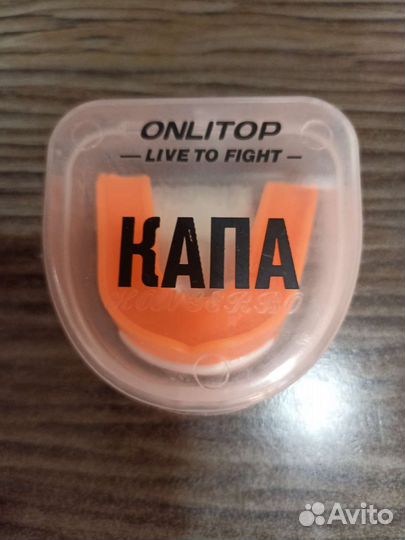 ONLITOP
— LIVE TO FIGHT —
КАПА
Avito